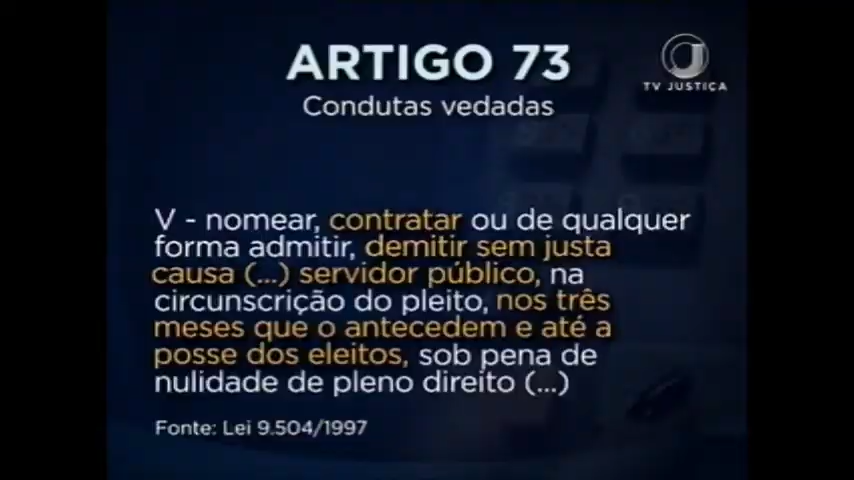 ARTIGO 73
TV JUSTIÇA
Condutas vedadas
V - nomear, contratar ou de qualquer
forma admitir, demitir sem justa
causa (...) servidor público, na
circunscrição do pleito, nos três
meses que o antecedem e até a
posse dos eleitos, sob pena de
nulidade de pleno direito (...)
Fonte: Lei 9.504/1997